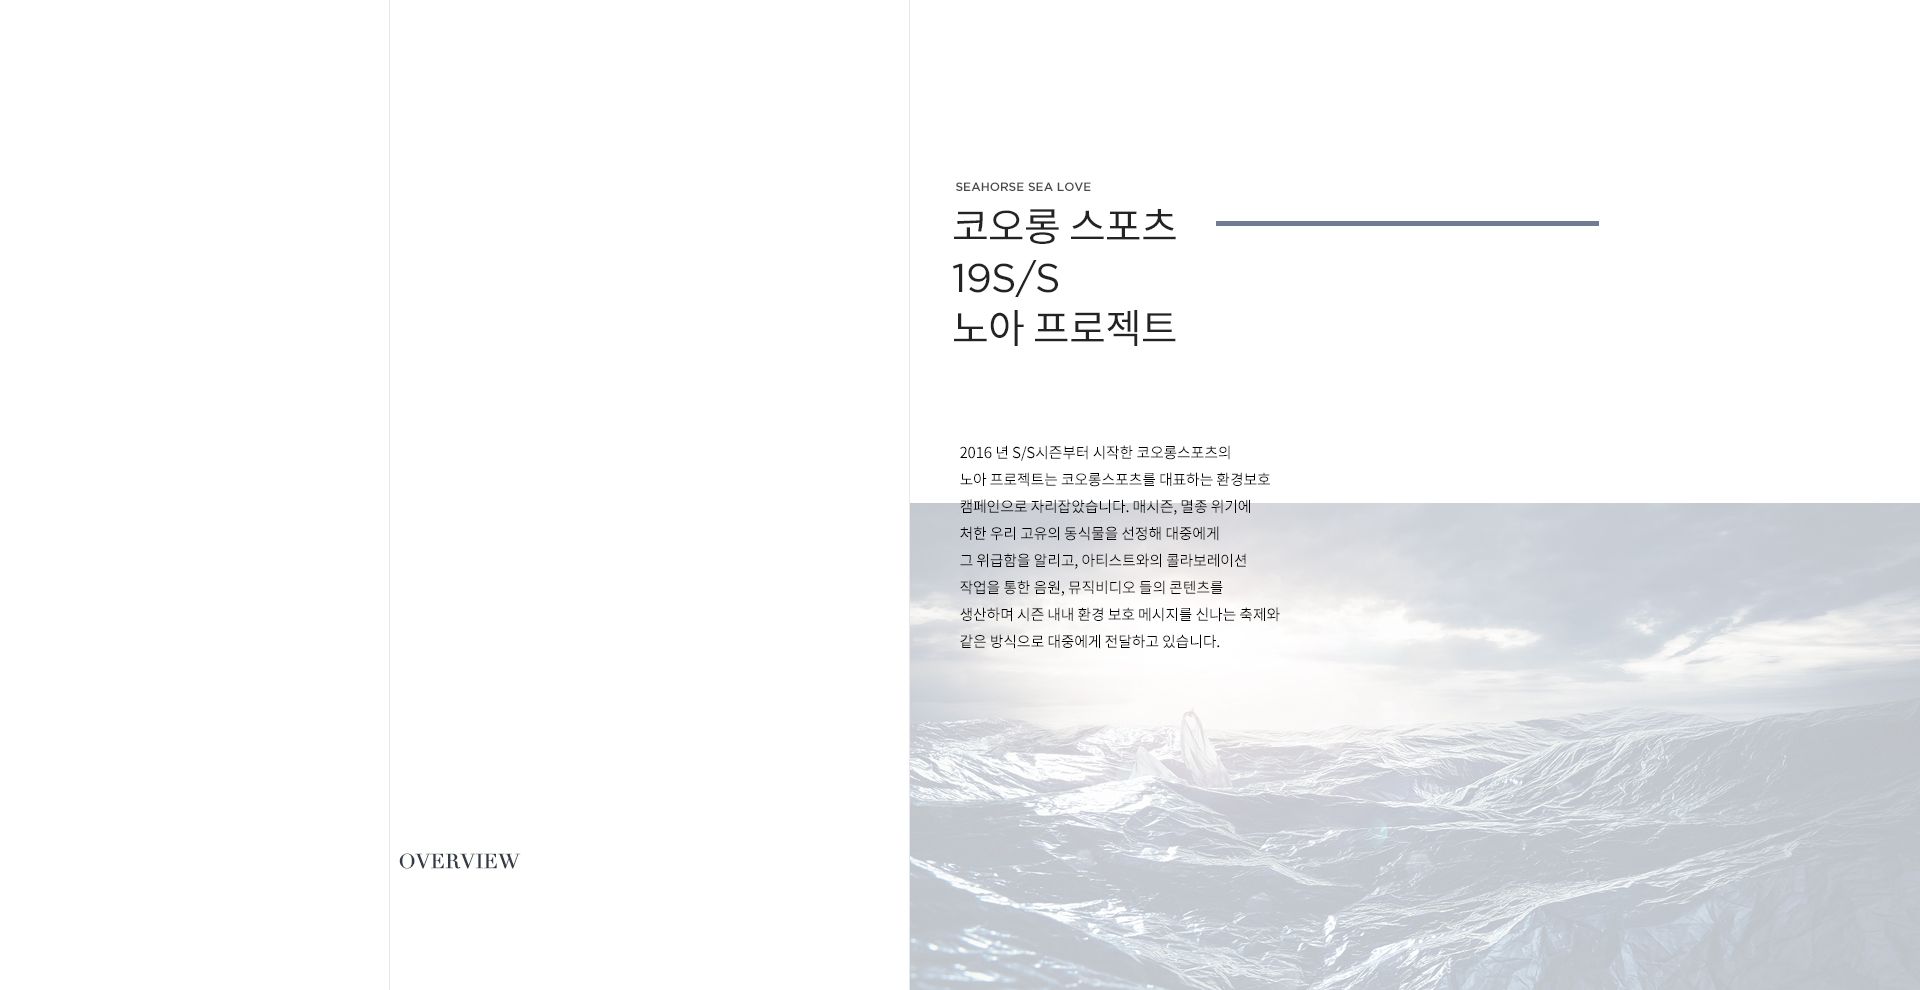 SEAHORSE SEA LOVE
코오롱 스포츠
19S/S
노아 프로젝트
2016 년 S/S시즌부터 시작한 코오롱스포츠의
노아 프로젝트는 코오롱스포츠를 대표하는 환경보호
캠페인으로 자리잡았습니다. 매시즌, 멸종 위기에
처한 우리 고유의 동식물을 선정해 대중에게
그 위급함을 알리고, 아티스트와의 콜라보레이션
작업을 통한 음원, 뮤직비디오 들의 콘텐츠를
생산하며 시즌 내내 환경 보호 메시지를 신나는 축제와
같은 방식으로 대중에게 전달하고 있습니다.
OVERVIEW